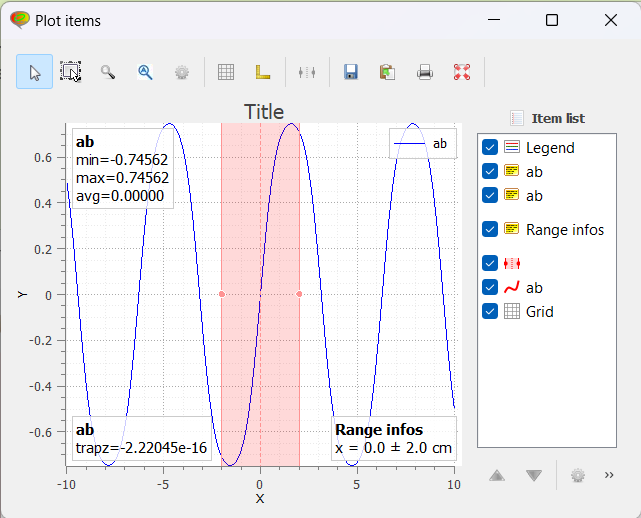 Plot items
Title
Item list
ab
min=-0.74562
max=0.74562
avg=0.00000
ab
Legend
ab
ab
Range infos
ab
Grid
0.6
0.4
0.2
0
-0.2
-0.4
-0.6
Y
ab
trapz=-2.22045e-16
Range infos
x = 0.0 ± 2.0 cm
-10
-5
0
5
10
X